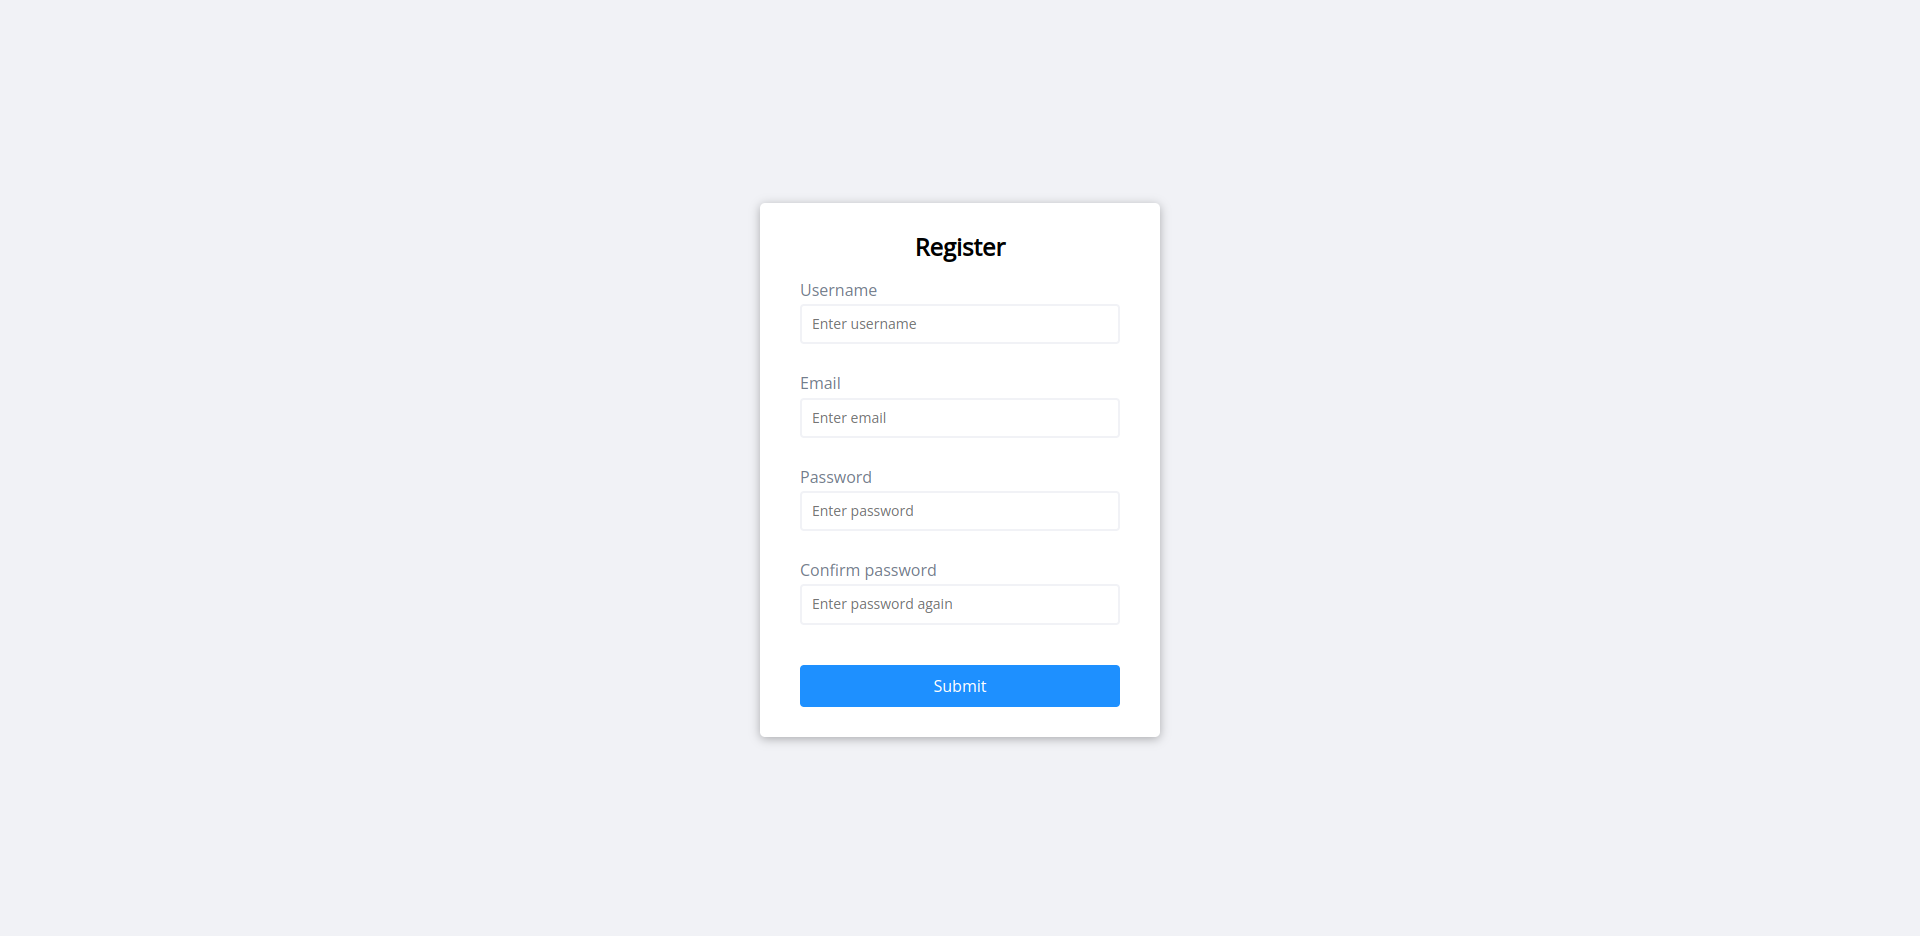 Register
Username
Enter username
Email
Enter email
Password
Enter password
Confirm password
Enter password again
Submit